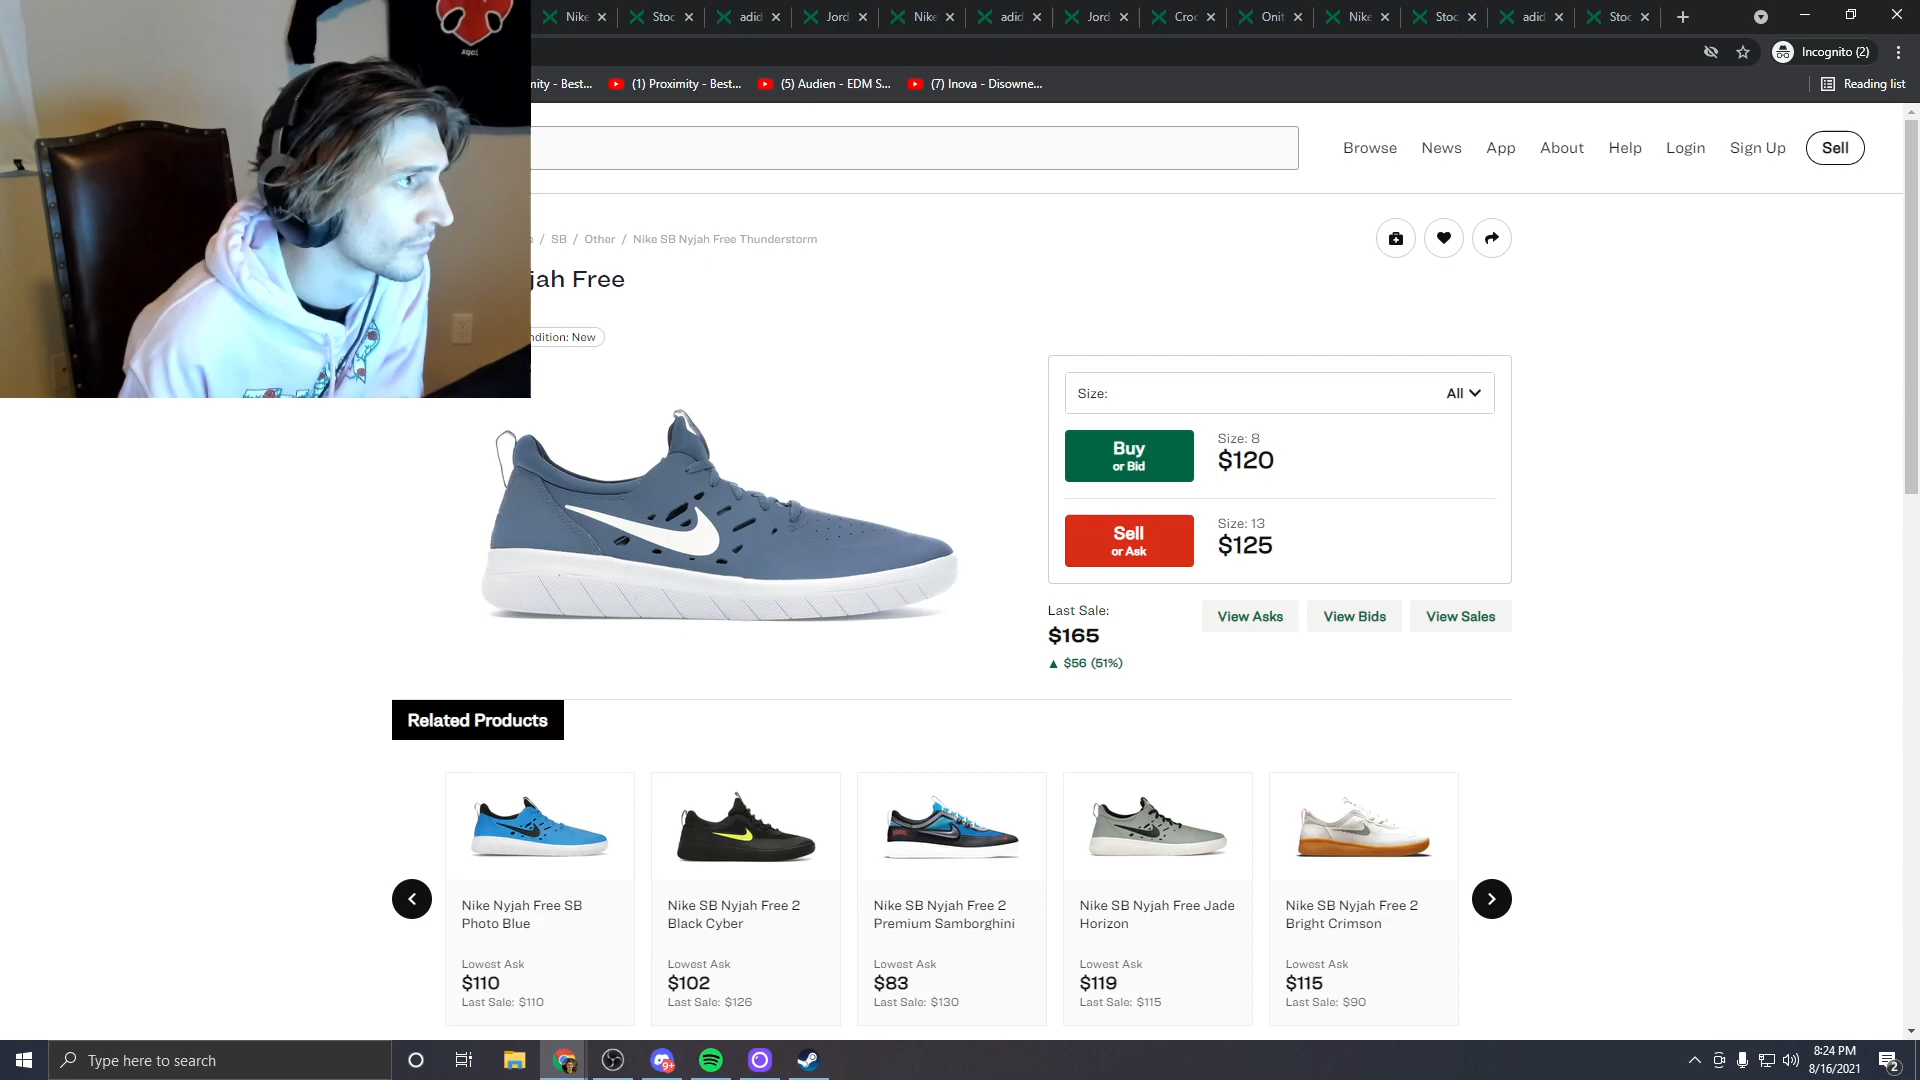 xqcL
Nike
Stoc
adid
Jord
Nike
adid
Jord
Croc
Onit
Nike
Stoc
adid
Stoc
Incognito (2)
mity - Best...
(1) Proximity - Best...
(5) Audien - EDM S...
(7) Inova - Disowne...
Reading list
Browse
News
App
About
Help
Login
Sign Up
Sell
/ SB / Other / Nike SB Nyjah Free Thunderstorm
jah Free
ndition: New
Size:
All
Buy
or Bid
Size: 8
$120
Sell
or Ask
Size: 13
$125
Last Sale:
$165
▲ $56 (51%)
View Asks
View Bids
View Sales
Related Products
Nike Nyjah Free SB
Photo Blue
Lowest Ask
$110
Last Sale: $110
Nike SB Nyjah Free 2
Black Cyber
Lowest Ask
$102
Last Sale: $126
Nike SB Nyjah Free 2
Premium Samborghini
Lowest Ask
$83
Last Sale: $130
Nike SB Nyjah Free Jade
Horizon
Lowest Ask
$119
Last Sale: $115
Nike SB Nyjah Free 2
Bright Crimson
Lowest Ask
$115
Last Sale: $90
Type here to search
9+
8:24 PM
8/16/2021
2